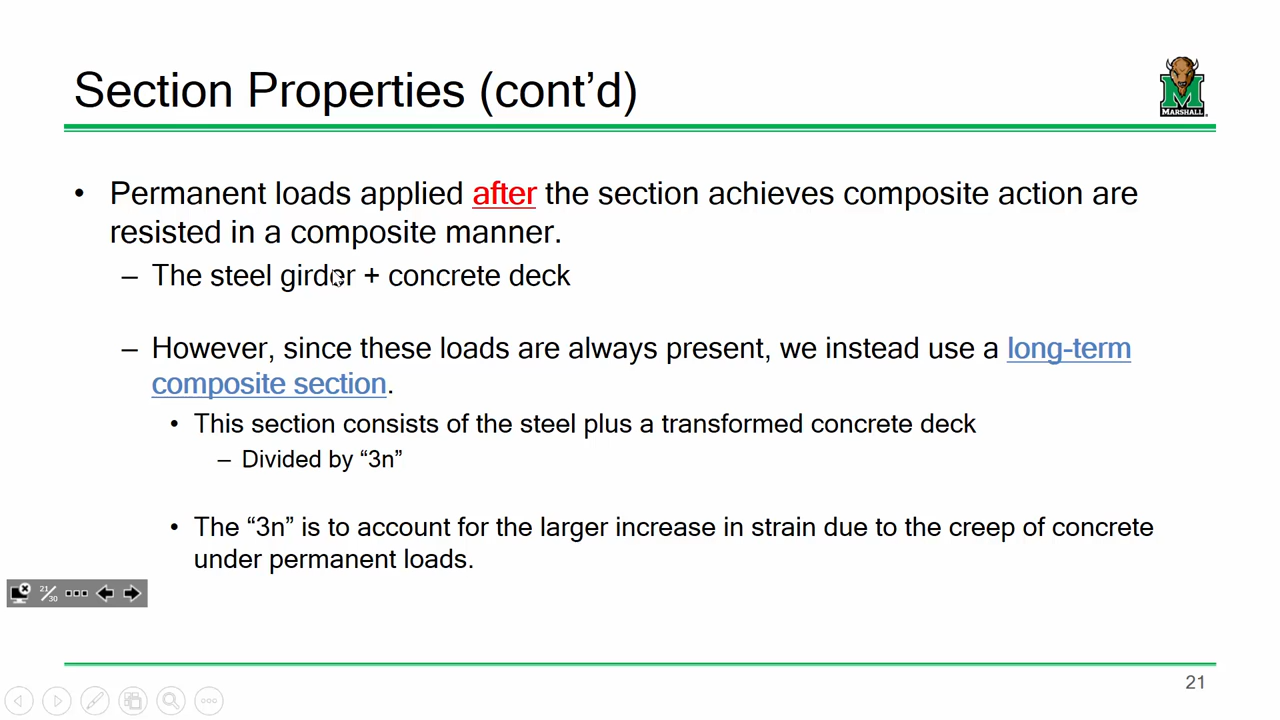 Section Properties (cont’d)
MARSHALL
• Permanent loads applied after the section achieves composite action are
resisted in a composite manner.
– The steel girder + concrete deck
– However, since these loads are always present, we instead use a long-term
composite section.
• This section consists of the steel plus a transformed concrete deck
– Divided by “3n”
• The “3n” is to account for the larger increase in strain due to the creep of concrete
under permanent loads.
21/30
21